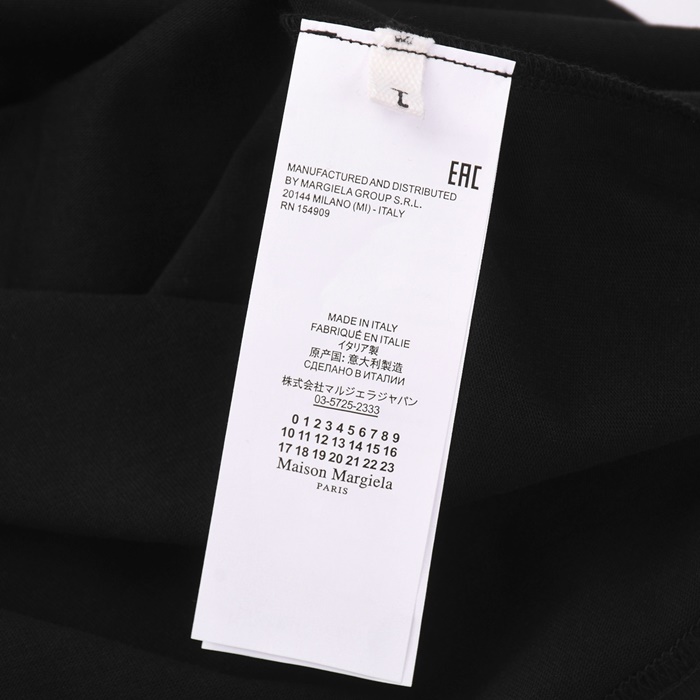 L
EAC
MANUFACTURED AND DISTRIBUTED
BY MARGIELA GROUP S.R.L.
20144 MILANO (MI) - ITALY
RN 154909
MADE IN ITALY
FABRIQUÉ EN ITALIE
イタリア製
原产国: 意大利製造
СДЕЛАНО В ИТАЛИИ
株式会社マルジェラジャパン
03-5725-2333
0 1 2 3 4 5 6 7 8 9
10 11 12 13 14 15 16
17 18 19 20 21 22 23
Maison Margiela
PARIS